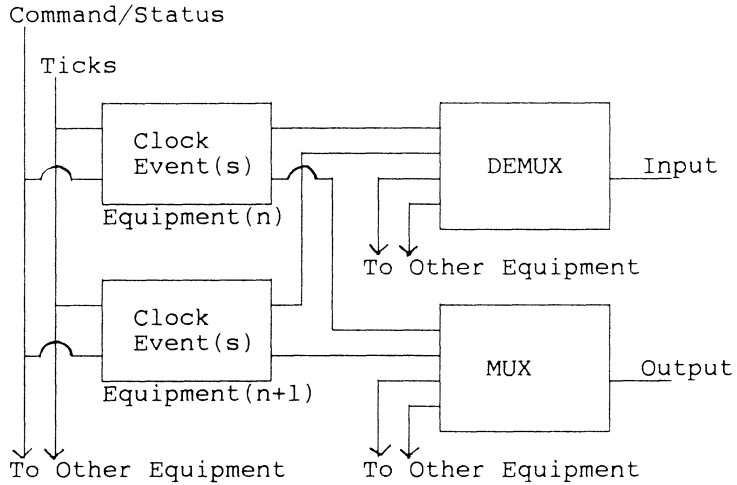 Command/Status
Ticks
Clock
Event(s)
Equipment(n)
DEMUX
Input
To Other Equipment
Clock
Event(s)
Equipment(n+1)
MUX
Output
To Other Equipment
To Other Equipment